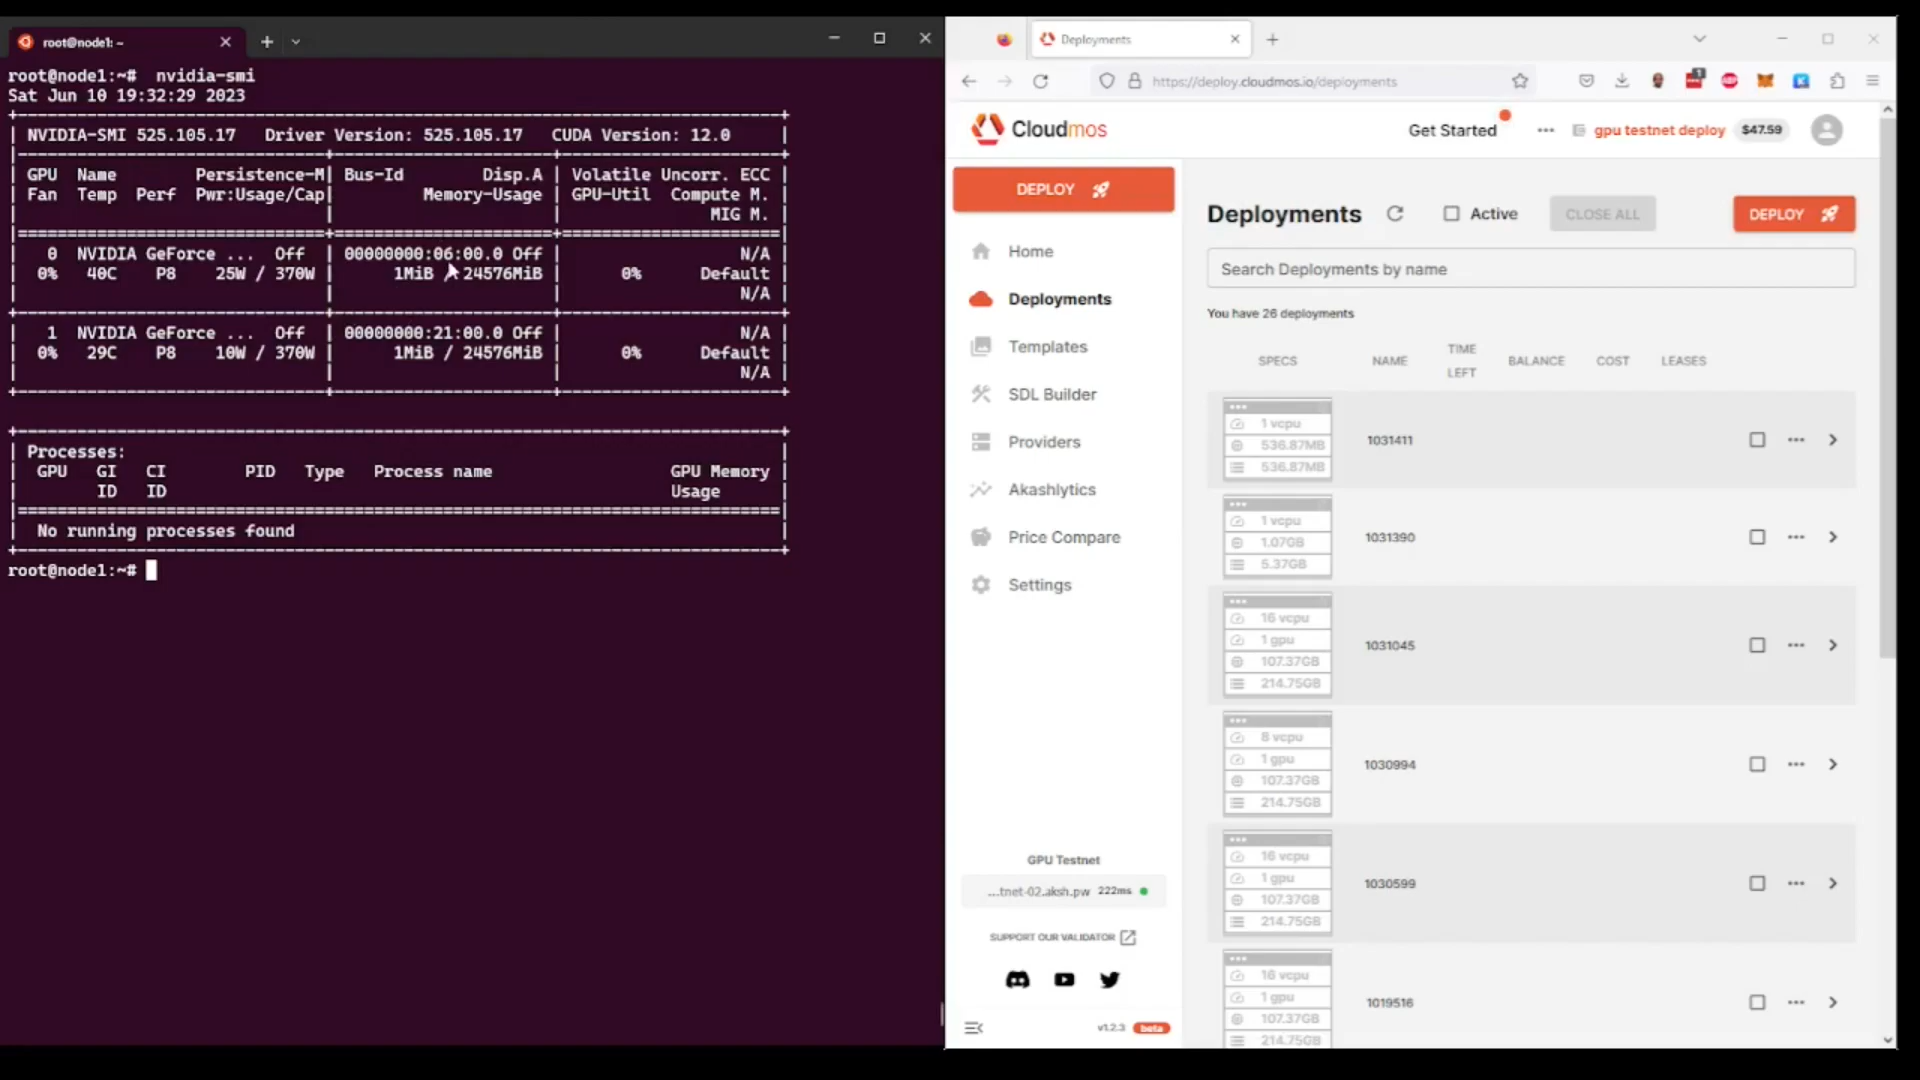 root@node1: ~
root@node1:~#  nvidia-smi
Sat Jun 10 19:32:29 2023
NVIDIA-SMI 525.105.17   Driver Version: 525.105.17   CUDA Version: 12.0
GPU  Name        Persistence-M| Bus-Id        Disp.A | Volatile Uncorr. ECC
Fan  Temp  Perf  Pwr:Usage/Cap|         Memory-Usage | GPU-Util  Compute M.
MIG M.
0  NVIDIA GeForce ...  Off  | 00000000:06:00.0 Off |                  N/A
0%   40C    P8    25W / 370W |      1MiB / 24576MiB |      0%      Default
N/A
1  NVIDIA GeForce ...  Off  | 00000000:21:00.0 Off |                  N/A
0%   29C    P8    10W / 370W |      1MiB / 24576MiB |      0%      Default
N/A
Processes:
GPU   GI   CI        PID   Type   Process name                  GPU Memory
ID   ID                                                   Usage
No running processes found
root@node1:~#
Deployments
https://deploy.cloudmos.io/deployments
1
Cloudmos
Get Started
gpu testnet deploy
$47.59
DEPLOY
Home
Deployments
Templates
SDL Builder
Providers
Akashlytics
Price Compare
Settings
GPU Testnet
...tnet-02.aksh.pw 222ms
SUPPORT OUR VALIDATOR
v1.2.3 beta
Deployments
Active
CLOSE ALL
DEPLOY
Search Deployments by name
You have 26 deployments
SPECS NAME TIME LEFT BALANCE COST LEASES
1 vcpu
536.87MB
536.87MB
1031411
1 vcpu
1.07GB
5.37GB
1031390
16 vcpu
1 gpu
107.37GB
214.75GB
1031045
8 vcpu
1 gpu
107.37GB
214.75GB
1030994
16 vcpu
1 gpu
107.37GB
214.75GB
1030599
16 vcpu
1 gpu
107.37GB
214.75GB
1019516